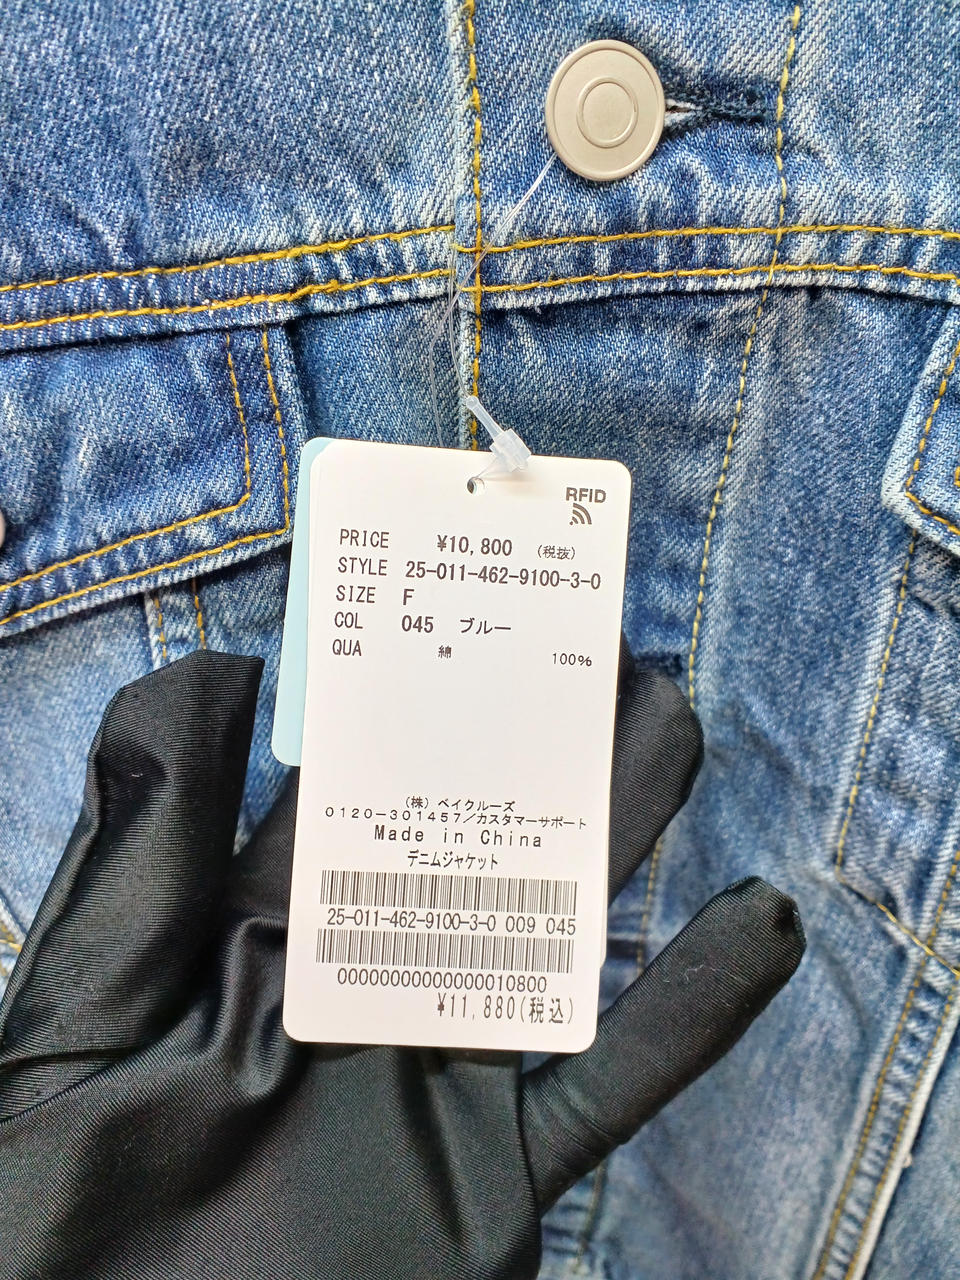 RFID
PRICE ¥10,800 (税抜)
STYLE 25-011-462-9100-3-0
SIZE F
COL 045 ブルー
QUA 綿 100%
(株) ベイクルーズ
0120-301457/カスタマーサポート
Made in China
デニムジャケット
25-011-462-9100-3-0 009 045
00000000000000010800
¥11,880(税込)